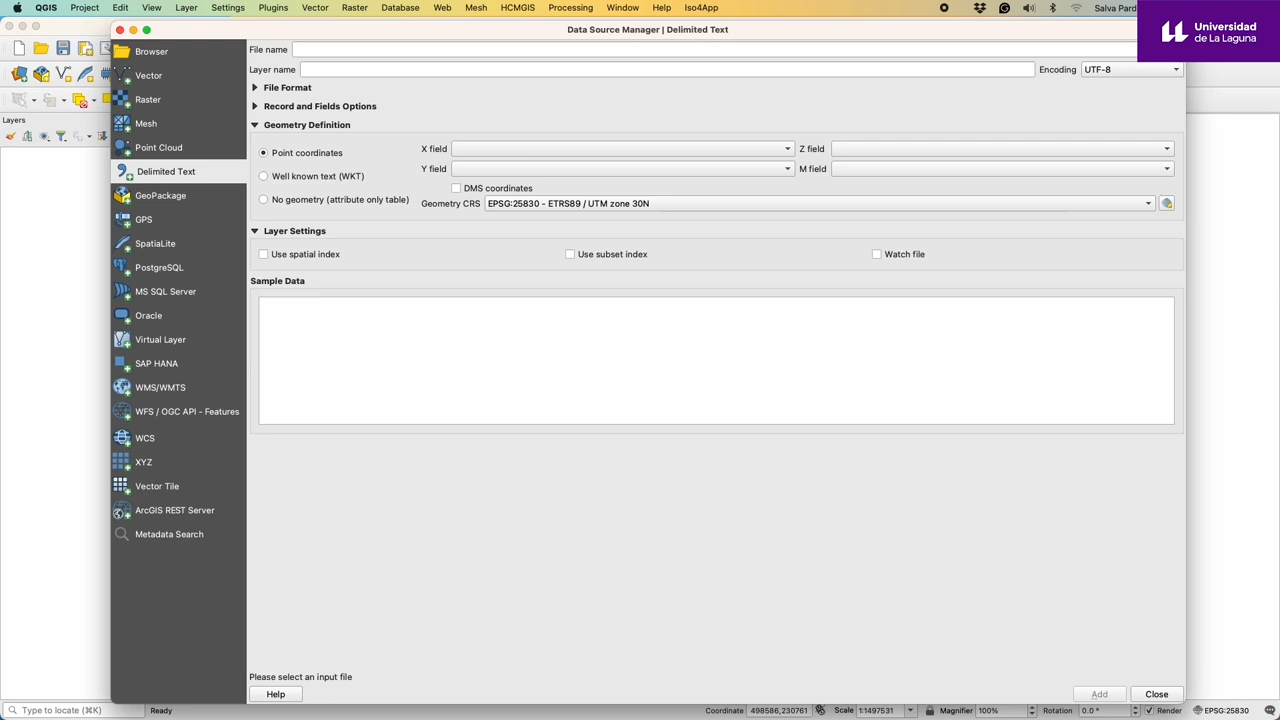 QGIS Project Edit View Layer Settings Plugins Vector Raster Database Web Mesh HCMGIS Processing Window Help Iso4App Salva Pard
Universidad
de La Laguna
Data Source Manager | Delimited Text
Layers
Browser
Vector
Raster
Mesh
Point Cloud
Delimited Text
GeoPackage
GPS
SpatiaLite
PostgreSQL
MS SQL Server
Oracle
Virtual Layer
SAP HANA
WMS/WMTS
WFS / OGC API - Features
WCS
XYZ
Vector Tile
ArcGIS REST Server
Metadata Search
File name
Layer name Encoding UTF-8
File Format
Record and Fields Options
Geometry Definition
Point coordinates X field Z field
Well known text (WKT) Y field M field
DMS coordinates
No geometry (attribute only table) Geometry CRS EPSG:25830 - ETRS89 / UTM zone 30N
Layer Settings
Use spatial index Use subset index Watch file
Sample Data
Please select an input file
Help Add Close
Type to locate (⌘K) Ready Coordinate 498586,230761 Scale 1:1497531 Magnifier 100% Rotation 0.0 ° Render EPSG:25830